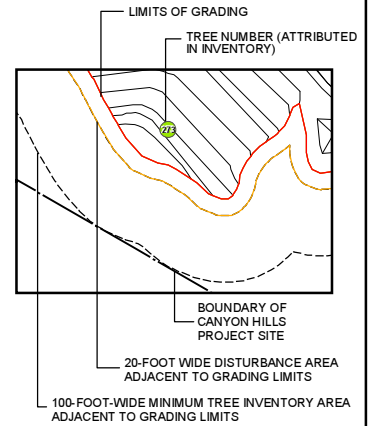 LIMITS OF GRADING
TREE NUMBER (ATTRIBUTED
IN INVENTORY)
273
BOUNDARY OF
CANYON HILLS
PROJECT SITE
20-FOOT WIDE DISTURBANCE AREA
ADJACENT TO GRADING LIMITS
100-FOOT-WIDE MINIMUM TREE INVENTORY AREA
ADJACENT TO GRADING LIMITS